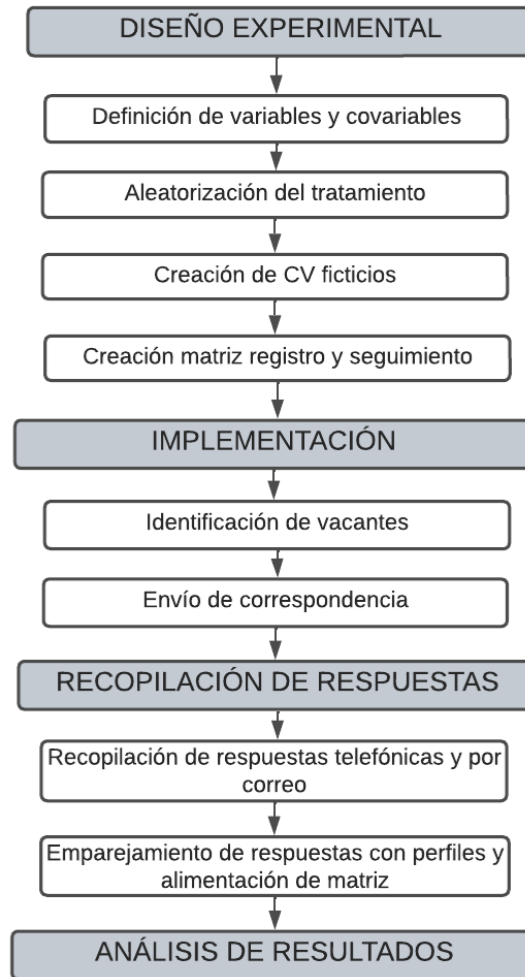 DISEÑO EXPERIMENTAL
Definición de variables y covariables
Aleatorización del tratamiento
Creación de CV ficticios
Creación matriz registro y seguimiento
IMPLEMENTACIÓN
Identificación de vacantes
Envío de correspondencia
RECOPILACIÓN DE RESPUESTAS
Recopilación de respuestas telefónicas y por
correo
Emparejamiento de respuestas con perfiles y
alimentación de matriz
ANÁLISIS DE RESULTADOS